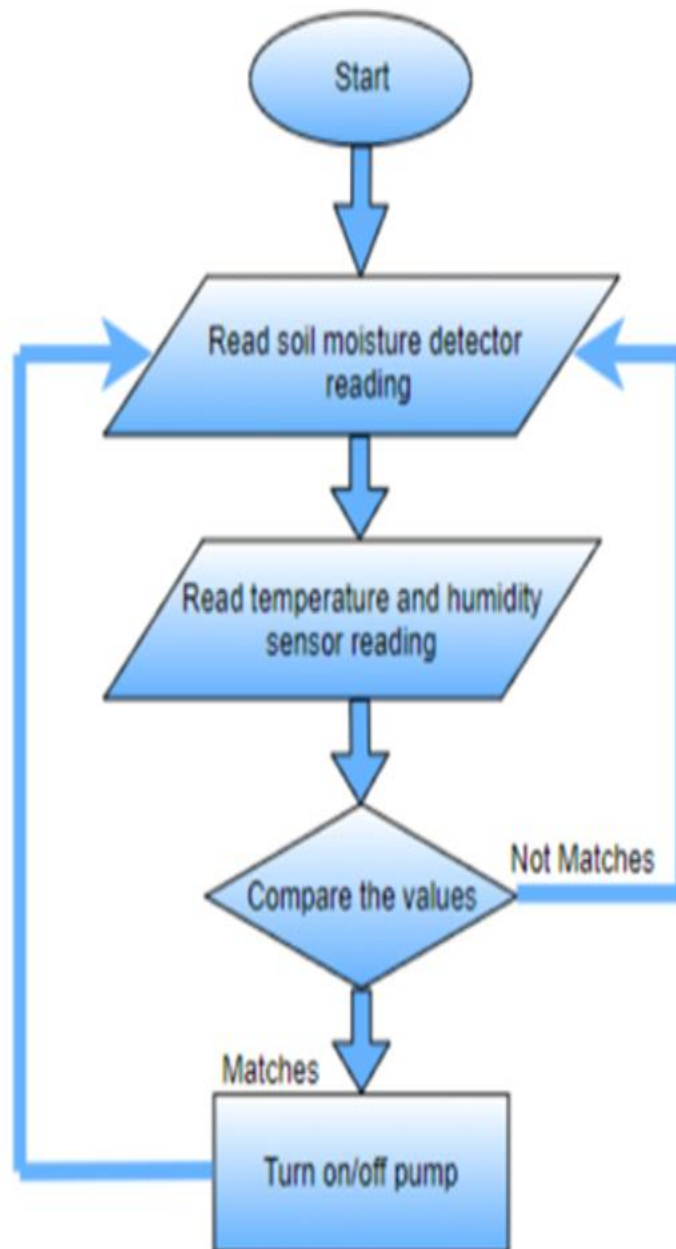 Start
Read soil moisture detector
reading
Read temperature and humidity
sensor reading
Compare the values
Not Matches
Matches
Turn on/off pump